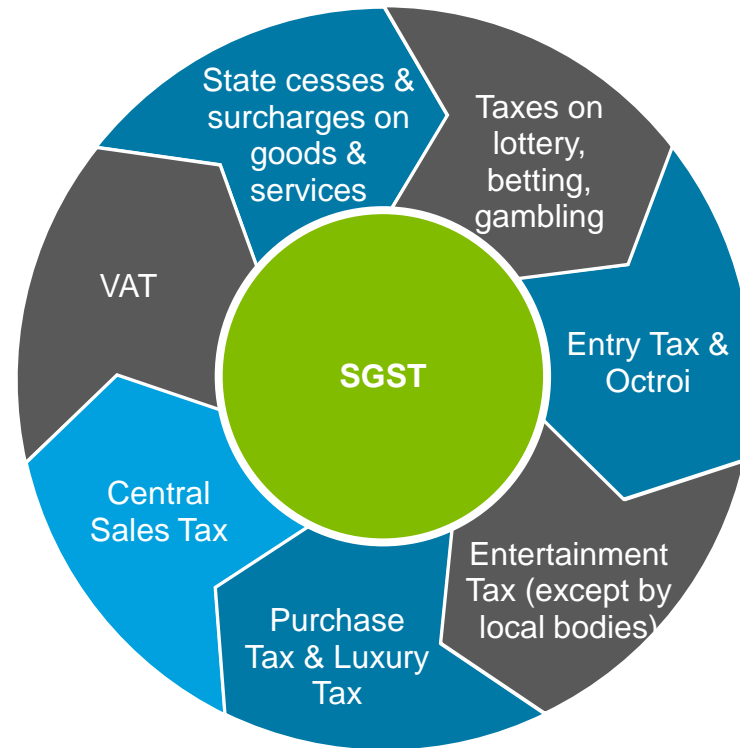 State cesses &
surcharges on
goods &
services
Taxes on
lottery,
betting,
gambling
Entry Tax &
Octroi
Entertainment
Tax (except by
local bodies)
Purchase
Tax & Luxury
Tax
Central
Sales Tax
VAT
SGST